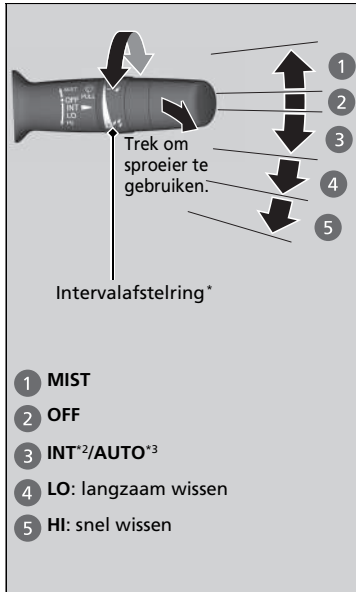 MIST
PULL
OFF
INT
LO
HI
1
2
3
4
5
Trek om
sproeier te
gebruiken.
Intervalafstelring*
1 MIST
2 OFF
3 INT*2/AUTO*3
4 LO: langzaam wissen
5 HI: snel wissen